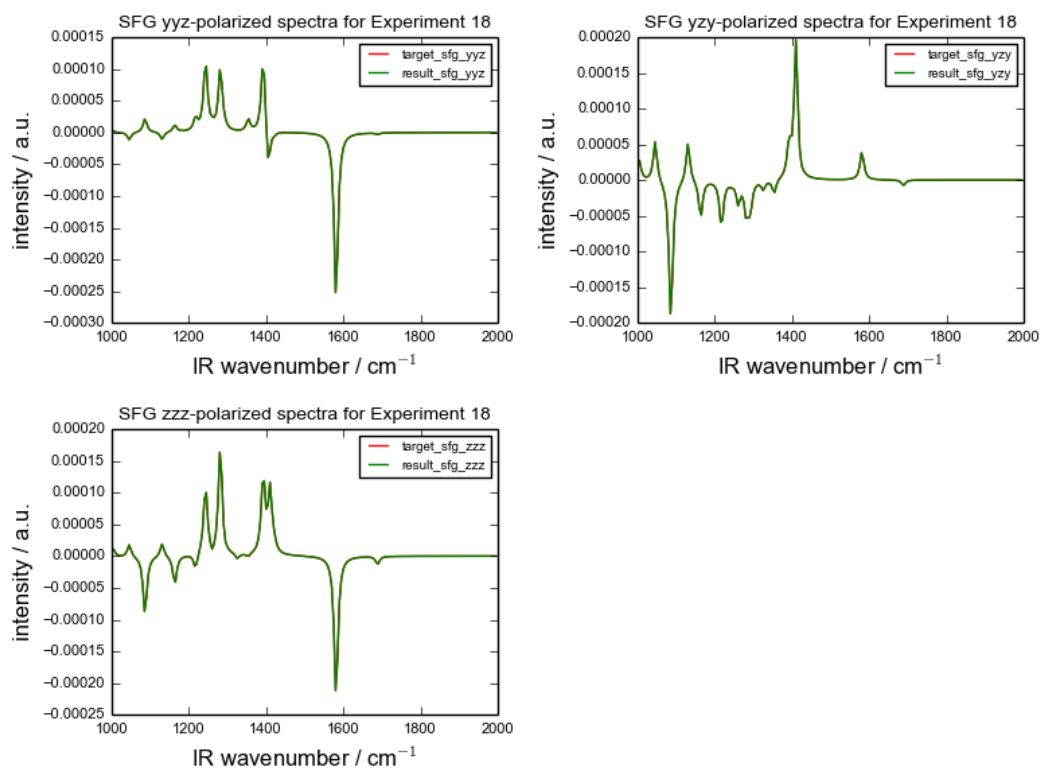 SFG yyz-polarized spectra for Experiment 18
0.00015
0.00010
0.00005
0.00000
−0.00005
−0.00010
−0.00015
−0.00020
−0.00025
−0.00030
intensity / a.u.
target_sfg_yyz
result_sfg_yyz
1000 1200 1400 1600 1800 2000
IR wavenumber / cm⁻¹
SFG yzy-polarized spectra for Experiment 18
0.00020
0.00015
0.00010
0.00005
0.00000
−0.00005
−0.00010
−0.00015
−0.00020
intensity / a.u.
target_sfg_yzy
result_sfg_yzy
1000 1200 1400 1600 1800 2000
IR wavenumber / cm⁻¹
SFG zzz-polarized spectra for Experiment 18
0.00020
0.00015
0.00010
0.00005
0.00000
−0.00005
−0.00010
−0.00015
−0.00020
−0.00025
intensity / a.u.
target_sfg_zzz
result_sfg_zzz
1000 1200 1400 1600 1800 2000
IR wavenumber / cm⁻¹